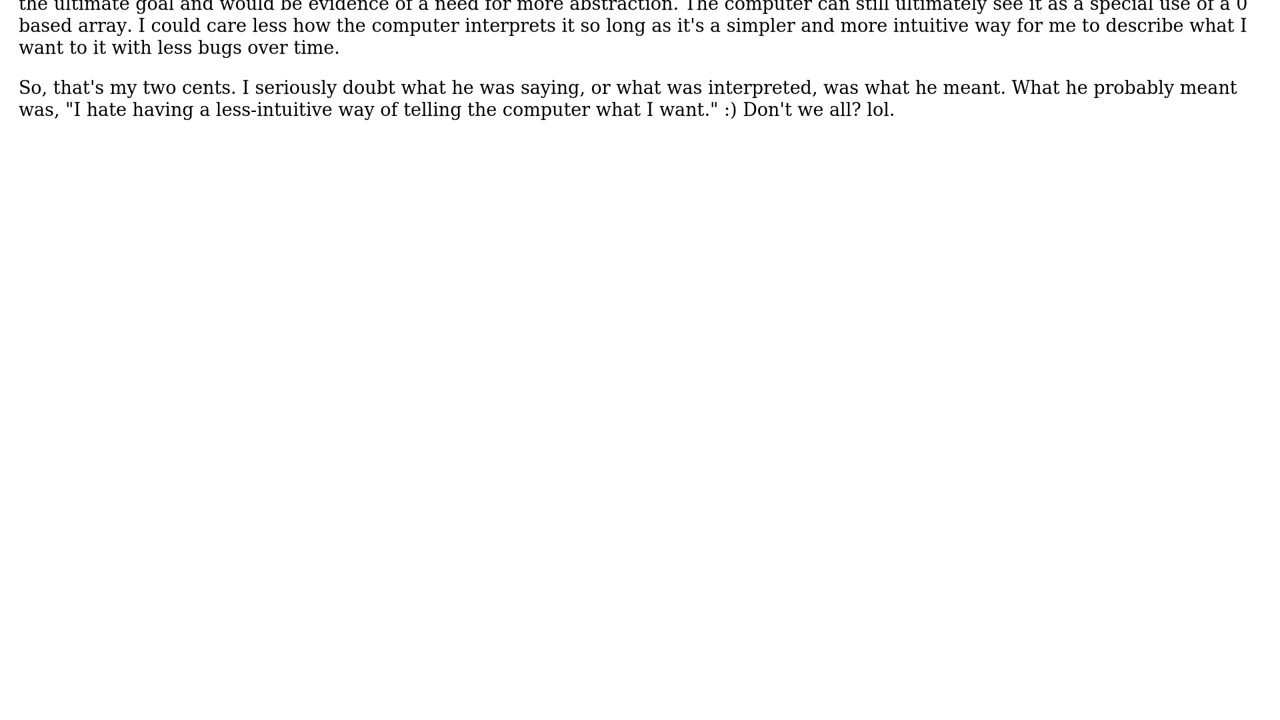 the ultimate goal and would be evidence of a need for more abstraction. The computer can still ultimately see it as a special use of a 0
based array. I could care less how the computer interprets it so long as it's a simpler and more intuitive way for me to describe what I
want to it with less bugs over time.
So, that's my two cents. I seriously doubt what he was saying, or what was interpreted, was what he meant. What he probably meant
was, "I hate having a less-intuitive way of telling the computer what I want." :) Don't we all? lol.